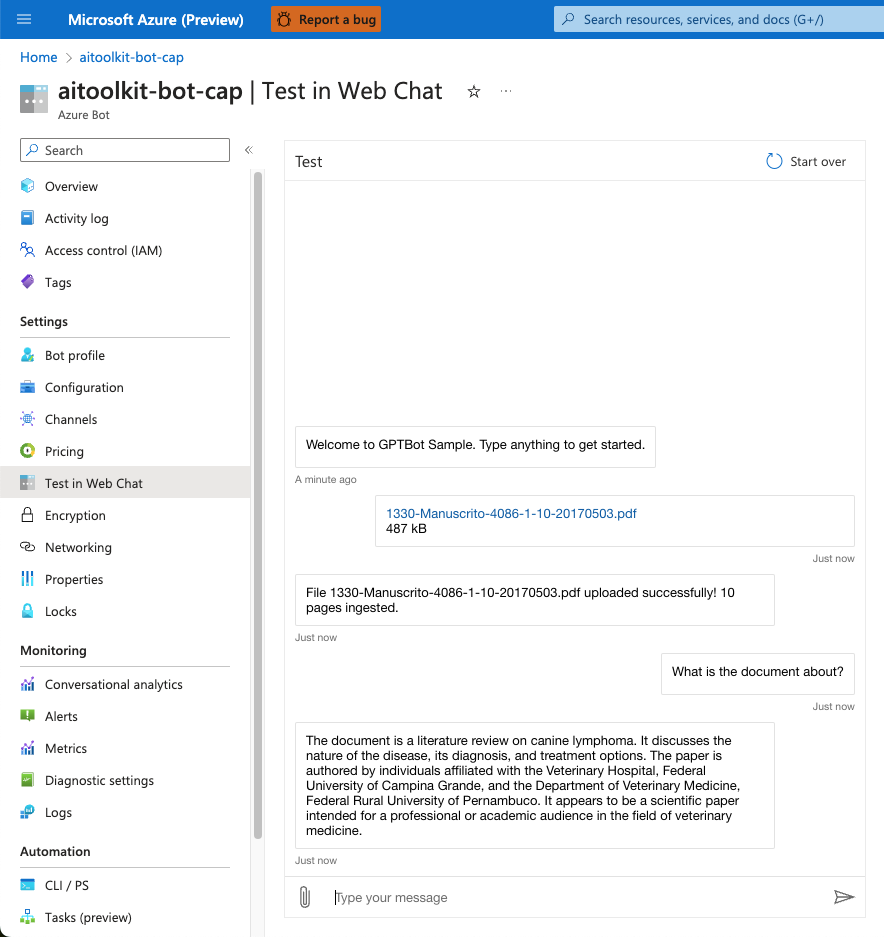 Microsoft Azure (Preview)
Report a bug
Search resources, services, and docs (G+/)
Home > aitoolkit-bot-cap
aitoolkit-bot-cap | Test in Web Chat
Azure Bot
Search
Overview
Activity log
Access control (IAM)
Tags
Settings
Bot profile
Configuration
Channels
Pricing
Test in Web Chat
Encryption
Networking
Properties
Locks
Monitoring
Conversational analytics
Alerts
Metrics
Diagnostic settings
Logs
Automation
CLI / PS
Tasks (preview)
Test
Start over
Welcome to GPTBot Sample. Type anything to get started.
A minute ago
1330-Manuscrito-4086-1-10-20170503.pdf
487 kB
Just now
File 1330-Manuscrito-4086-1-10-20170503.pdf uploaded successfully! 10
pages ingested.
Just now
What is the document about?
Just now
The document is a literature review on canine lymphoma. It discusses the
nature of the disease, its diagnosis, and treatment options. The paper is
authored by individuals affiliated with the Veterinary Hospital, Federal
University of Campina Grande, and the Department of Veterinary Medicine,
Federal Rural University of Pernambuco. It appears to be a scientific paper
intended for a professional or academic audience in the field of veterinary
medicine.
Just now
Type your message